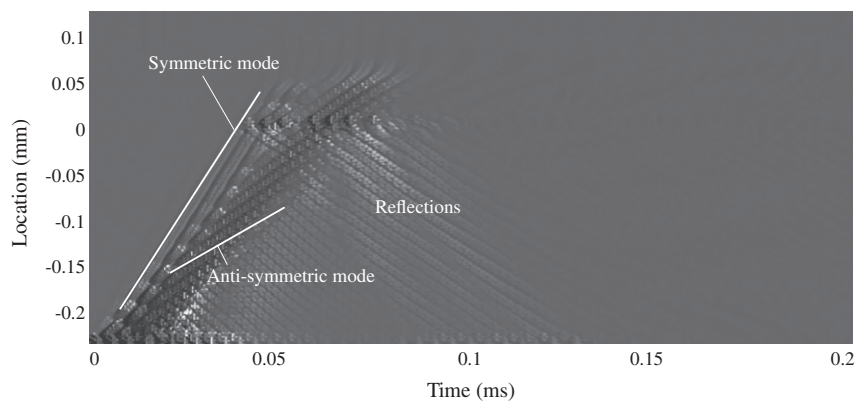 0.1
Symmetric mode
0.05
0
-0.05
Location (mm)
Reflections
-0.1
-0.15
Anti-symmetric mode
-0.2
0 0.05 0.1 0.15 0.2
Time (ms)